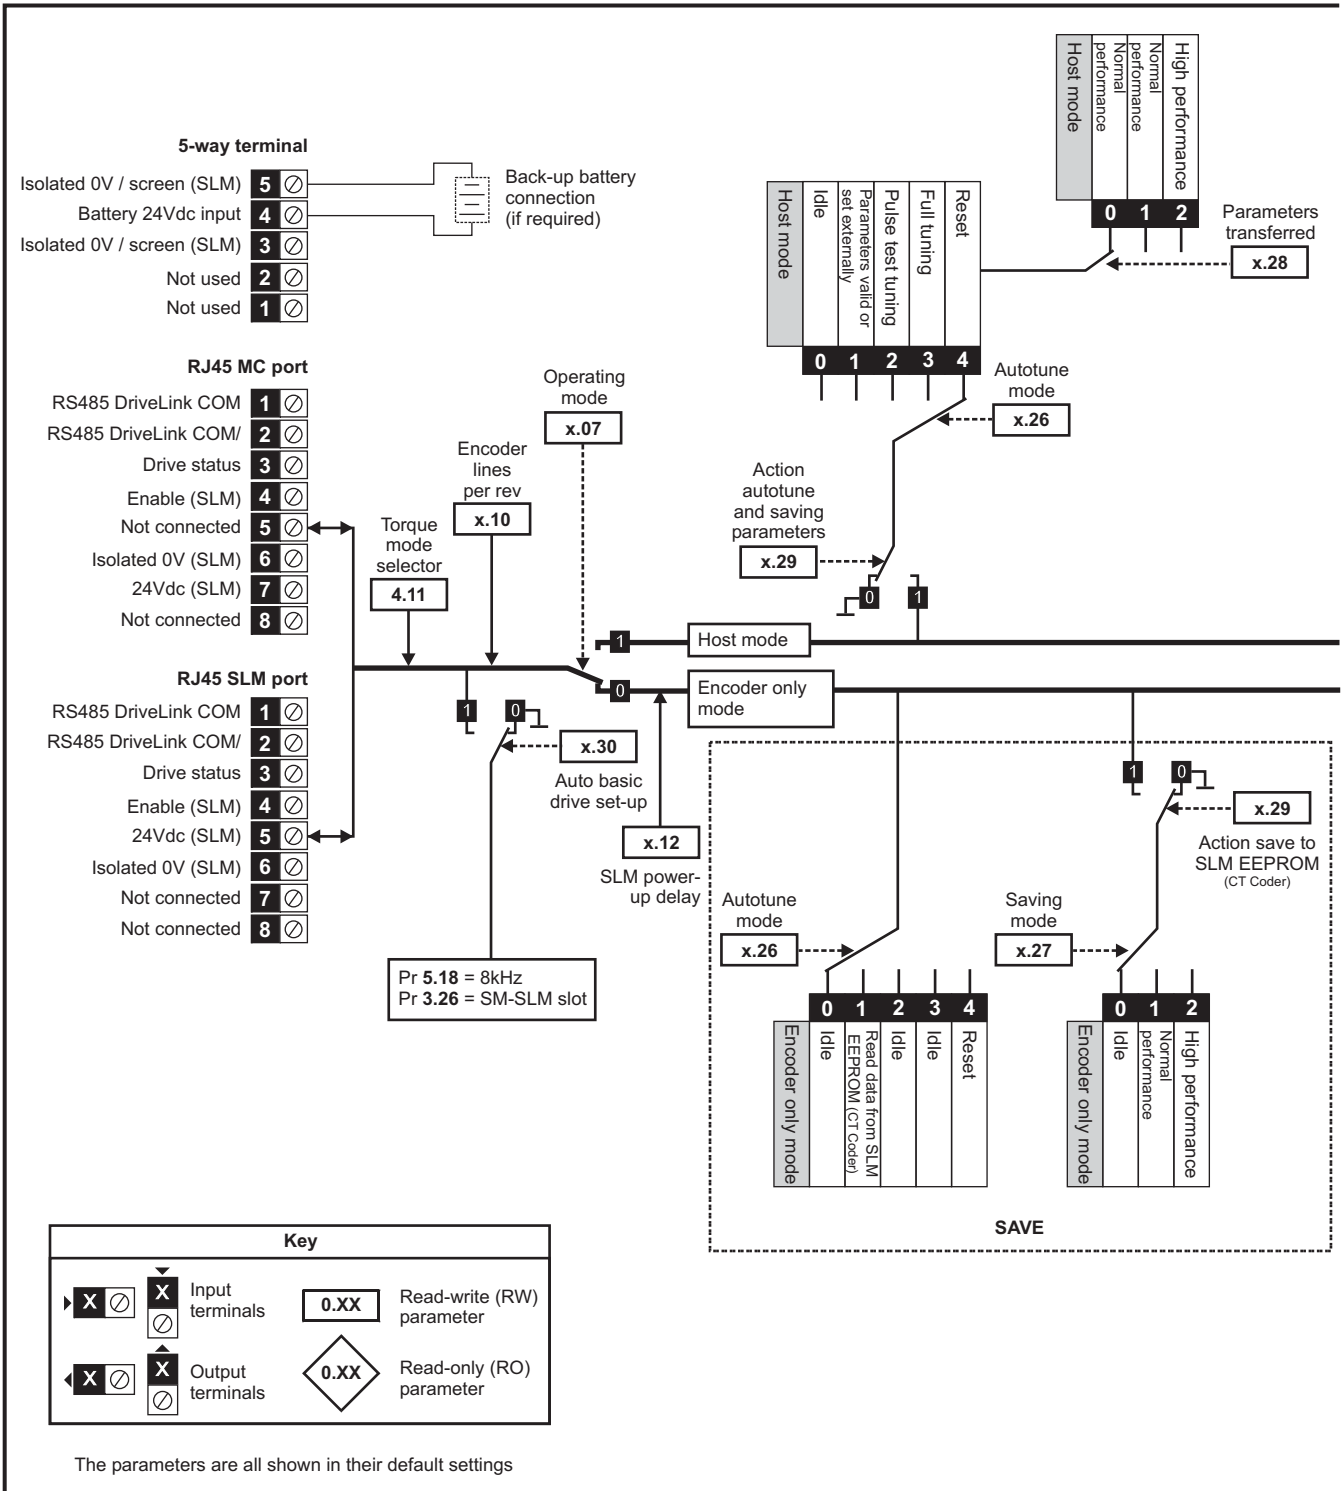 Host mode
Normal
performance
Normal
performance
High performance
0 1 2
Parameters
transferred
x.28
5-way terminal
Isolated 0V / screen (SLM) 5
Battery 24Vdc input 4
Isolated 0V / screen (SLM) 3
Not used 2
Not used 1
Back-up battery
connection
(if required)
Host mode
Idle
Parameters valid or
set externally
Pulse test tuning
Full tuning
Reset
0 1 2 3 4
Autotune
mode
x.26
RJ45 MC port
RS485 DriveLink COM 1
RS485 DriveLink COM/ 2
Drive status 3
Enable (SLM) 4
Not connected 5
Isolated 0V (SLM) 6
24Vdc (SLM) 7
Not connected 8
Torque
mode
selector
4.11
Encoder
lines
per rev
x.10
Operating
mode
x.07
Action
autotune
and saving
parameters
x.29
0 1
1 Host mode
0 Encoder only
mode
RJ45 SLM port
RS485 DriveLink COM 1
RS485 DriveLink COM/ 2
Drive status 3
Enable (SLM) 4
24Vdc (SLM) 5
Isolated 0V (SLM) 6
Not connected 7
Not connected 8
1 0
x.30
Auto basic
drive set-up
x.12
SLM power-
up delay
Pr 5.18 = 8kHz
Pr 3.26 = SM-SLM slot
1 0
x.29
Action save to
SLM EEPROM
(CT Coder)
Autotune
mode
x.26
Saving
mode
x.27
0 1 2 3 4
Encoder only mode
Idle
Read data from SLM
EEPROM (CT Coder)
Idle
Idle
Reset
0 1 2
Encoder only mode
Idle
Normal
performance
High performance
SAVE
Key
X X
Input
terminals
0.XX
Read-write (RW)
parameter
X X
Output
terminals
0.XX
Read-only (RO)
parameter
The parameters are all shown in their default settings